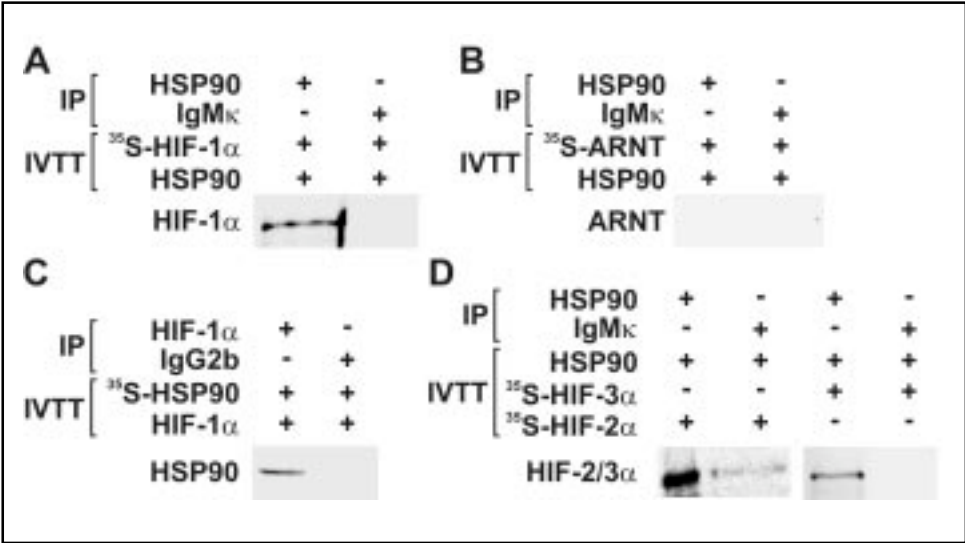 A
IP HSP90 + -
IgMκ - +
IVTT ³⁵S-HIF-1α + +
HSP90 + +
HIF-1α
B
IP HSP90 + -
IgMκ - +
IVTT ³⁵S-ARNT + +
HSP90 + +
ARNT
C
IP HIF-1α + -
IgG2b - +
IVTT ³⁵S-HSP90 + +
HIF-1α + +
HSP90
D
IP HSP90 + - + -
IgMκ - + - +
IVTT HSP90 + + + +
³⁵S-HIF-3α - - + +
³⁵S-HIF-2α + + - -
HIF-2/3α